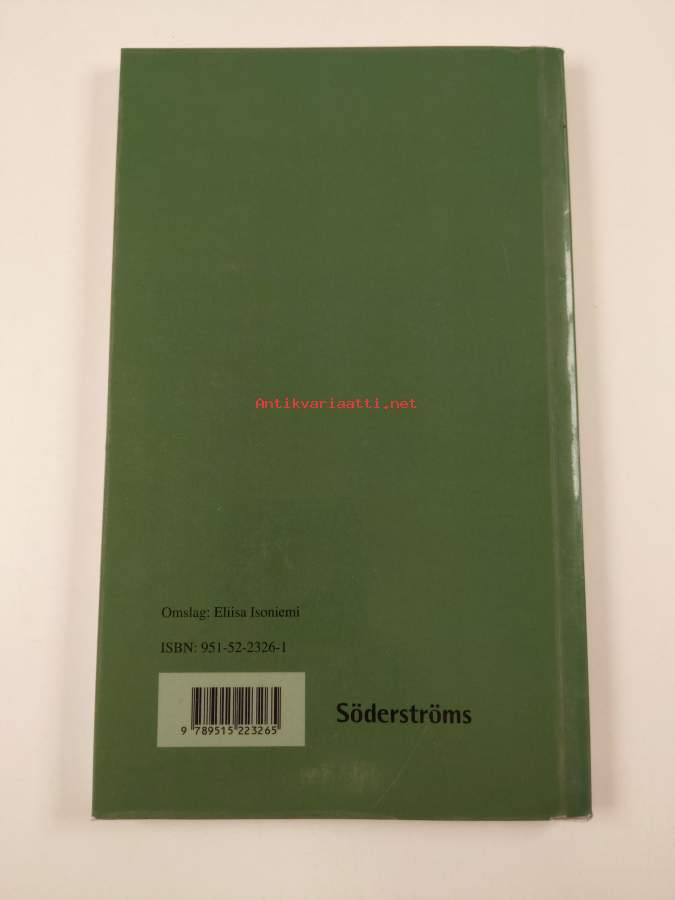 Antikvariaatti.net
Omslag: Eliisa Isoniemi
ISBN: 951-52-2326-1
9 789515 223265
Söderströms